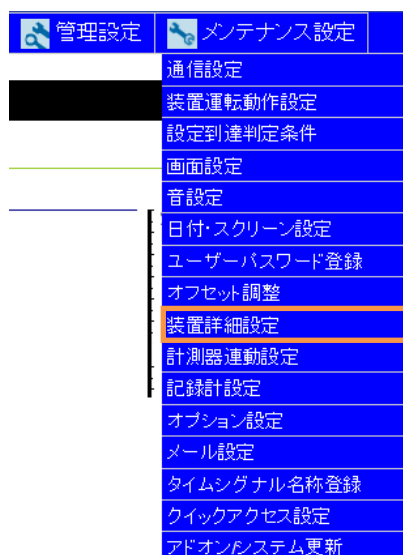 管理設定 メンテナンス設定
通信設定
装置運転動作設定
設定到達判定条件
画面設定
音設定
日付・スクリーン設定
ユーザーパスワード登録
オフセット調整
装置詳細設定
計測器連動設定
記録計設定
オプション設定
メール設定
タイムシグナル名称登録
クイックアクセス設定
アドオン/システム更新